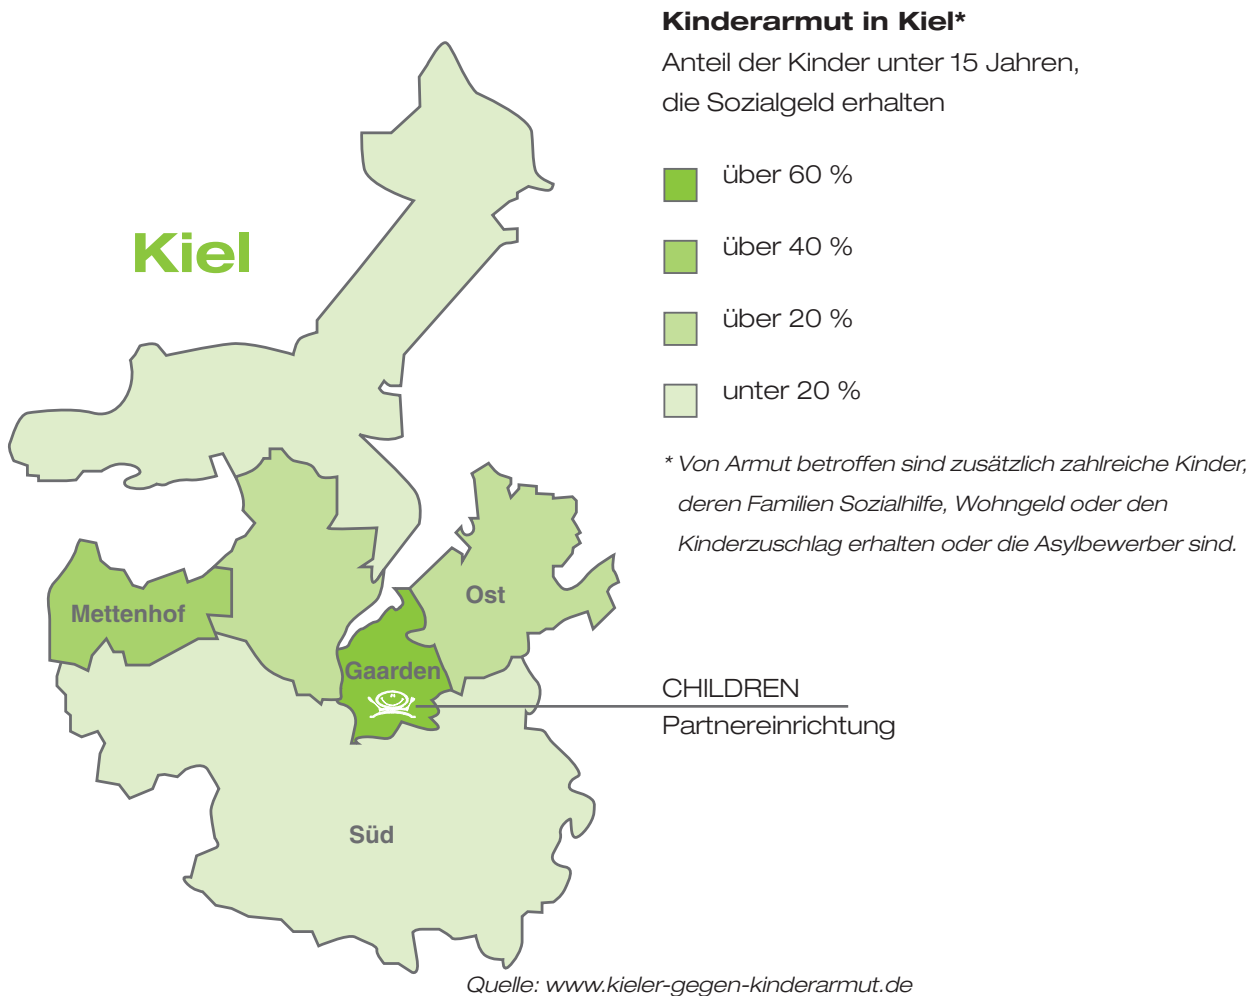 Kinderarmut in Kiel*
Anteil der Kinder unter 15 Jahren,
die Sozialgeld erhalten
über 60 %
über 40 %
über 20 %
unter 20 %
* Von Armut betroffen sind zusätzlich zahlreiche Kinder,
deren Familien Sozialhilfe, Wohngeld oder den
Kinderzuschlag erhalten oder die Asylbewerber sind.
Kiel
Mettenhof
Ost
Gaarden
CHILDREN
Partnereinrichtung
Süd
Quelle: www.kieler-gegen-kinderarmut.de